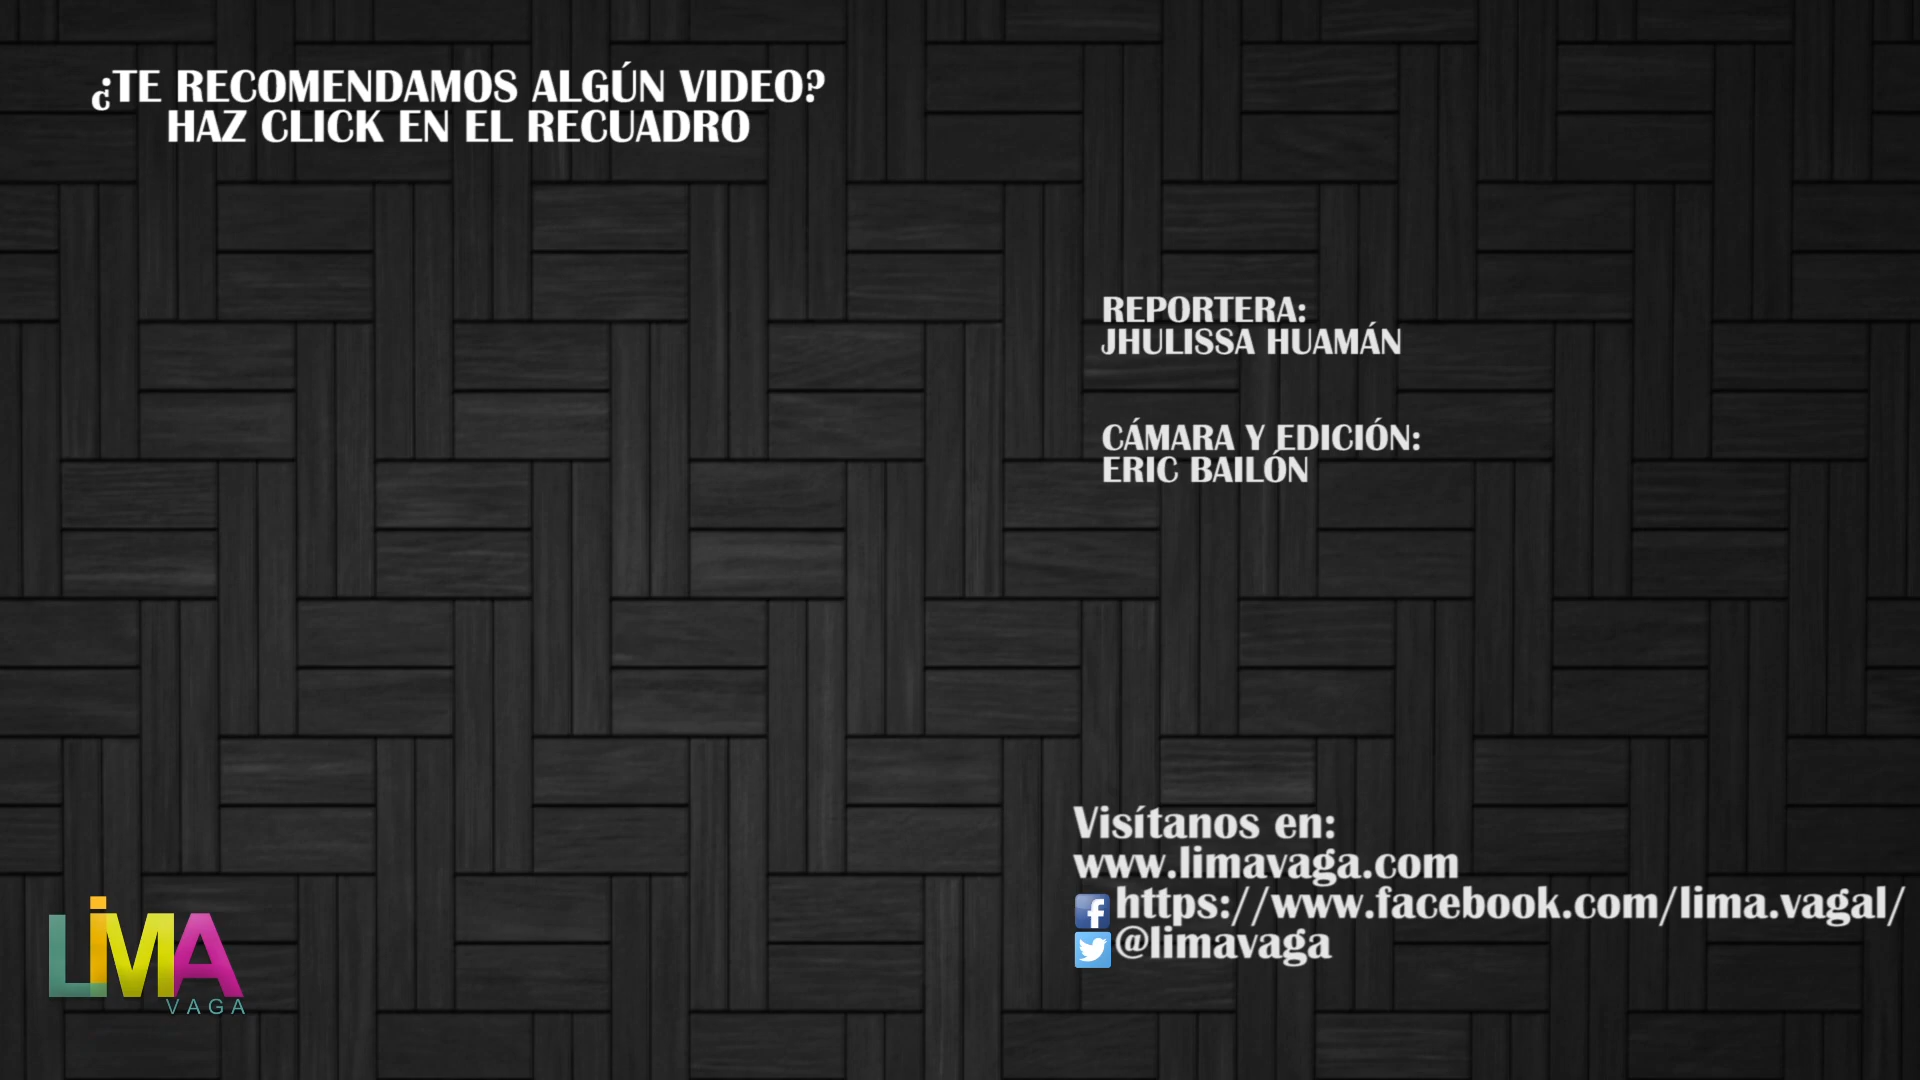 ¿TE RECOMENDAMOS ALGÚN VIDEO?
HAZ CLICK EN EL RECUADRO
REPORTERA:
JHULISSA HUAMÁN
CÁMARA Y EDICIÓN:
ERIC BAILÓN
Visítanos en:
www.limavaga.com
https://www.facebook.com/lima.vagal/
@limavaga
LiMA
VAGA